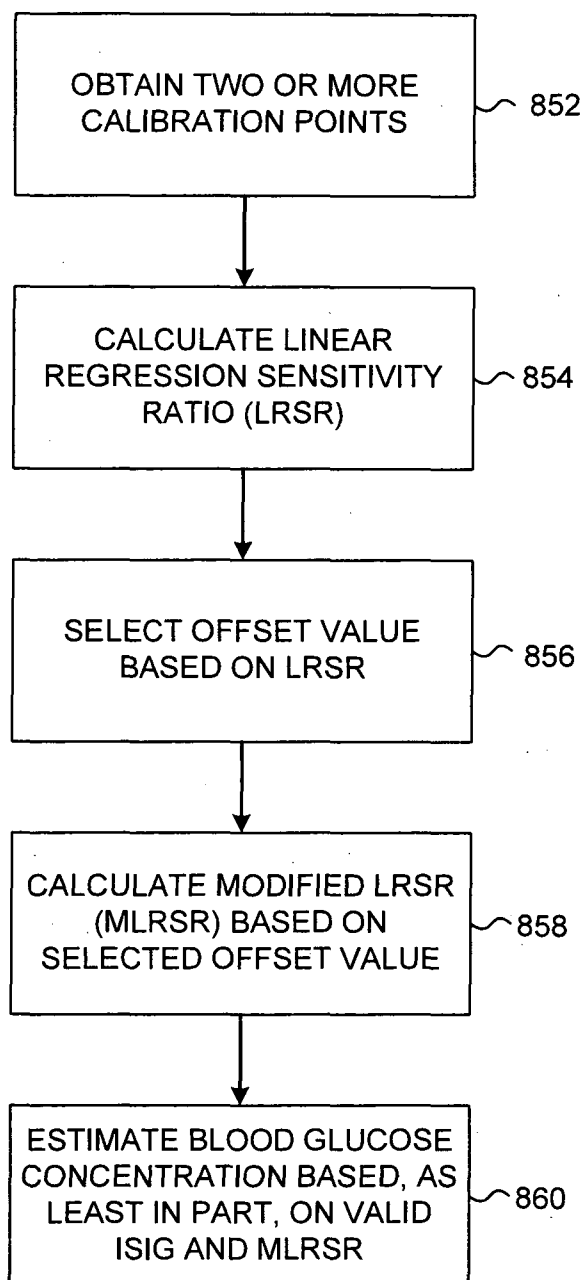 OBTAIN TWO OR MORE
CALIBRATION POINTS
852
CALCULATE LINEAR
REGRESSION SENSITIVITY
RATIO (LRSR)
854
SELECT OFFSET VALUE
BASED ON LRSR
856
CALCULATE MODIFIED LRSR
(MLRSR) BASED ON
SELECTED OFFSET VALUE
858
ESTIMATE BLOOD GLUCOSE
CONCENTRATION BASED, AS
LEAST IN PART, ON VALID
ISIG AND MLRSR
860